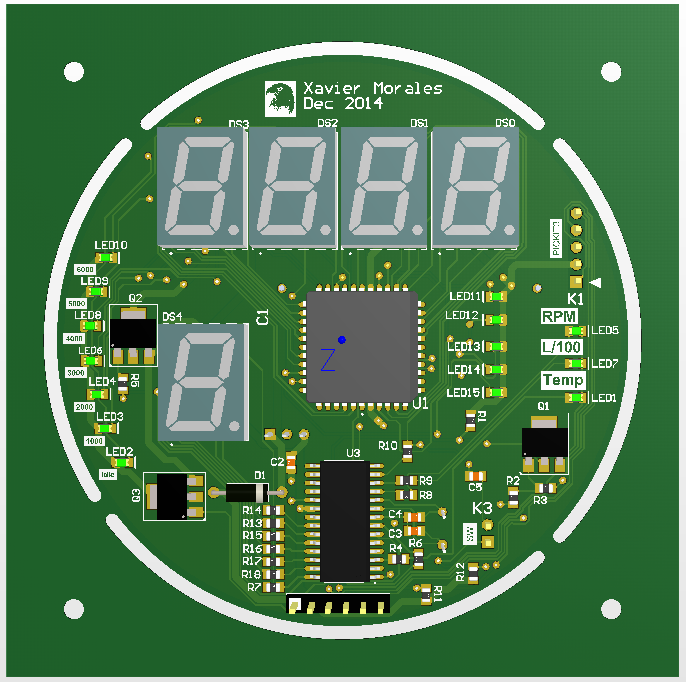 Xavier Morales
Dec 2014
DS3
DS2
DS1
DS0
PICKIT3
LED10
6000
LED9
5000
Q2
LED8
4000
LED6
3000
R5
LED4
2000
LED3
LED2
Idle
DS4
C1
Z
U1
LED11
LED12
LED13
LED14
LED15
K1
RPM
LED5
L/100
LED7
Temp
LED1
R1
Q1
R10
U3
C2
D1
Q3
R9
R8
C5
R2
R3
R14
R13
R15
R16
R17
R18
R7
C4
C3
R6
R4
K3
SW
R12
R11